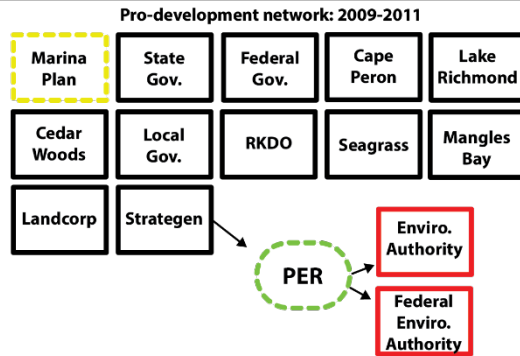 Pro-development network: 2009-2011
Marina
Plan
State
Gov.
Federal
Gov.
Cape
Peron
Lake
Richmond
Cedar
Woods
Local
Gov.
RKDO
Seagrass
Mangles
Bay
Landcorp
Strategen
PER
Enviro.
Authority
Federal
Enviro.
Authority